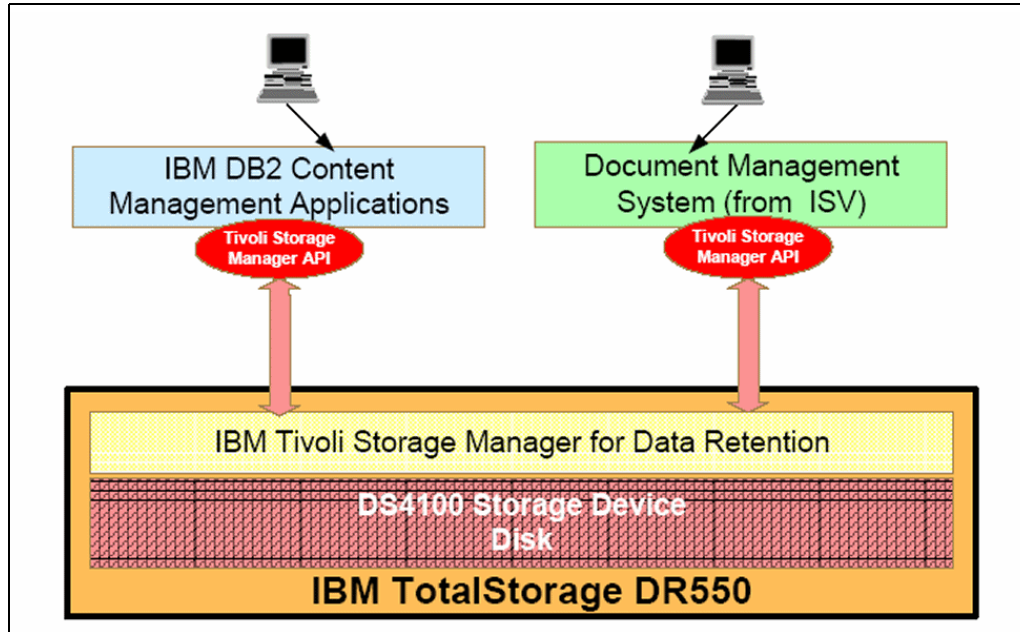 IBM DB2 Content
Management Applications
Tivoli Storage
Manager API
Document Management
System (from ISV)
Tivoli Storage
Manager API
IBM Tivoli Storage Manager for Data Retention
DS4100 Storage Device
Disk
IBM TotalStorage DR550